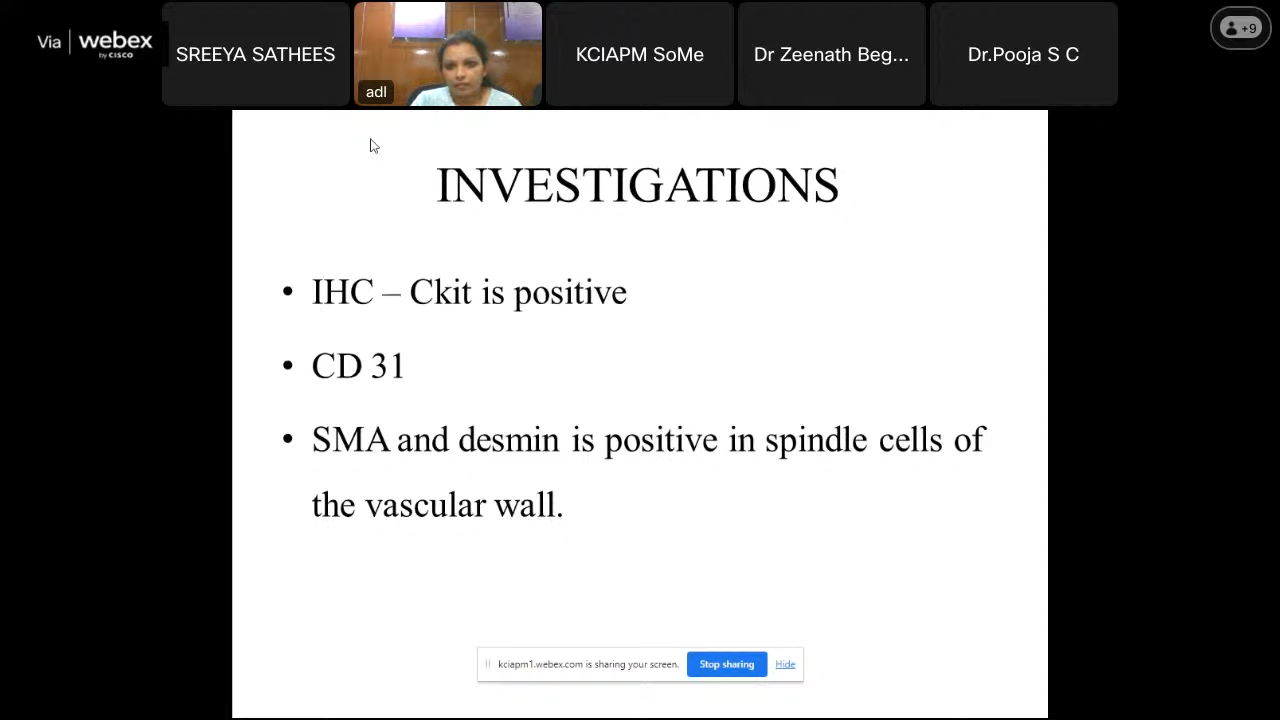 Via webex
by CISCO
SREEYA SATHEES
adl
KCIAPM SoMe
Dr Zeenath Beg...
Dr.Pooja S C
+9
INVESTIGATIONS
• IHC – Ckit is positive
• CD 31
• SMA and desmin is positive in spindle cells of
the vascular wall.
kciapm1.webex.com is sharing your screen.
Stop sharing
Hide